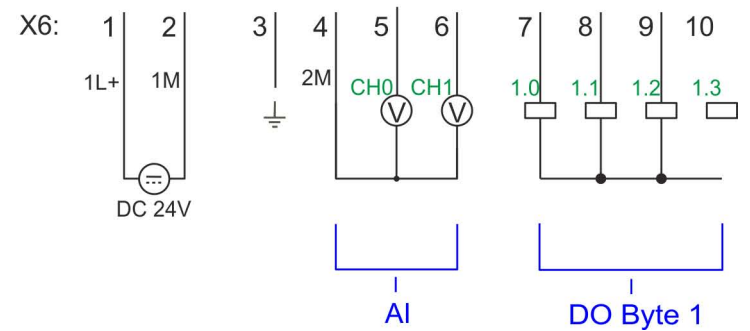 X6: 1 2 3 4 5 6 7 8 9 10
1L+ 1M 2M CH0 CH1 1.0 1.1 1.2 1.3
V V
DC 24V
AI DO Byte 1